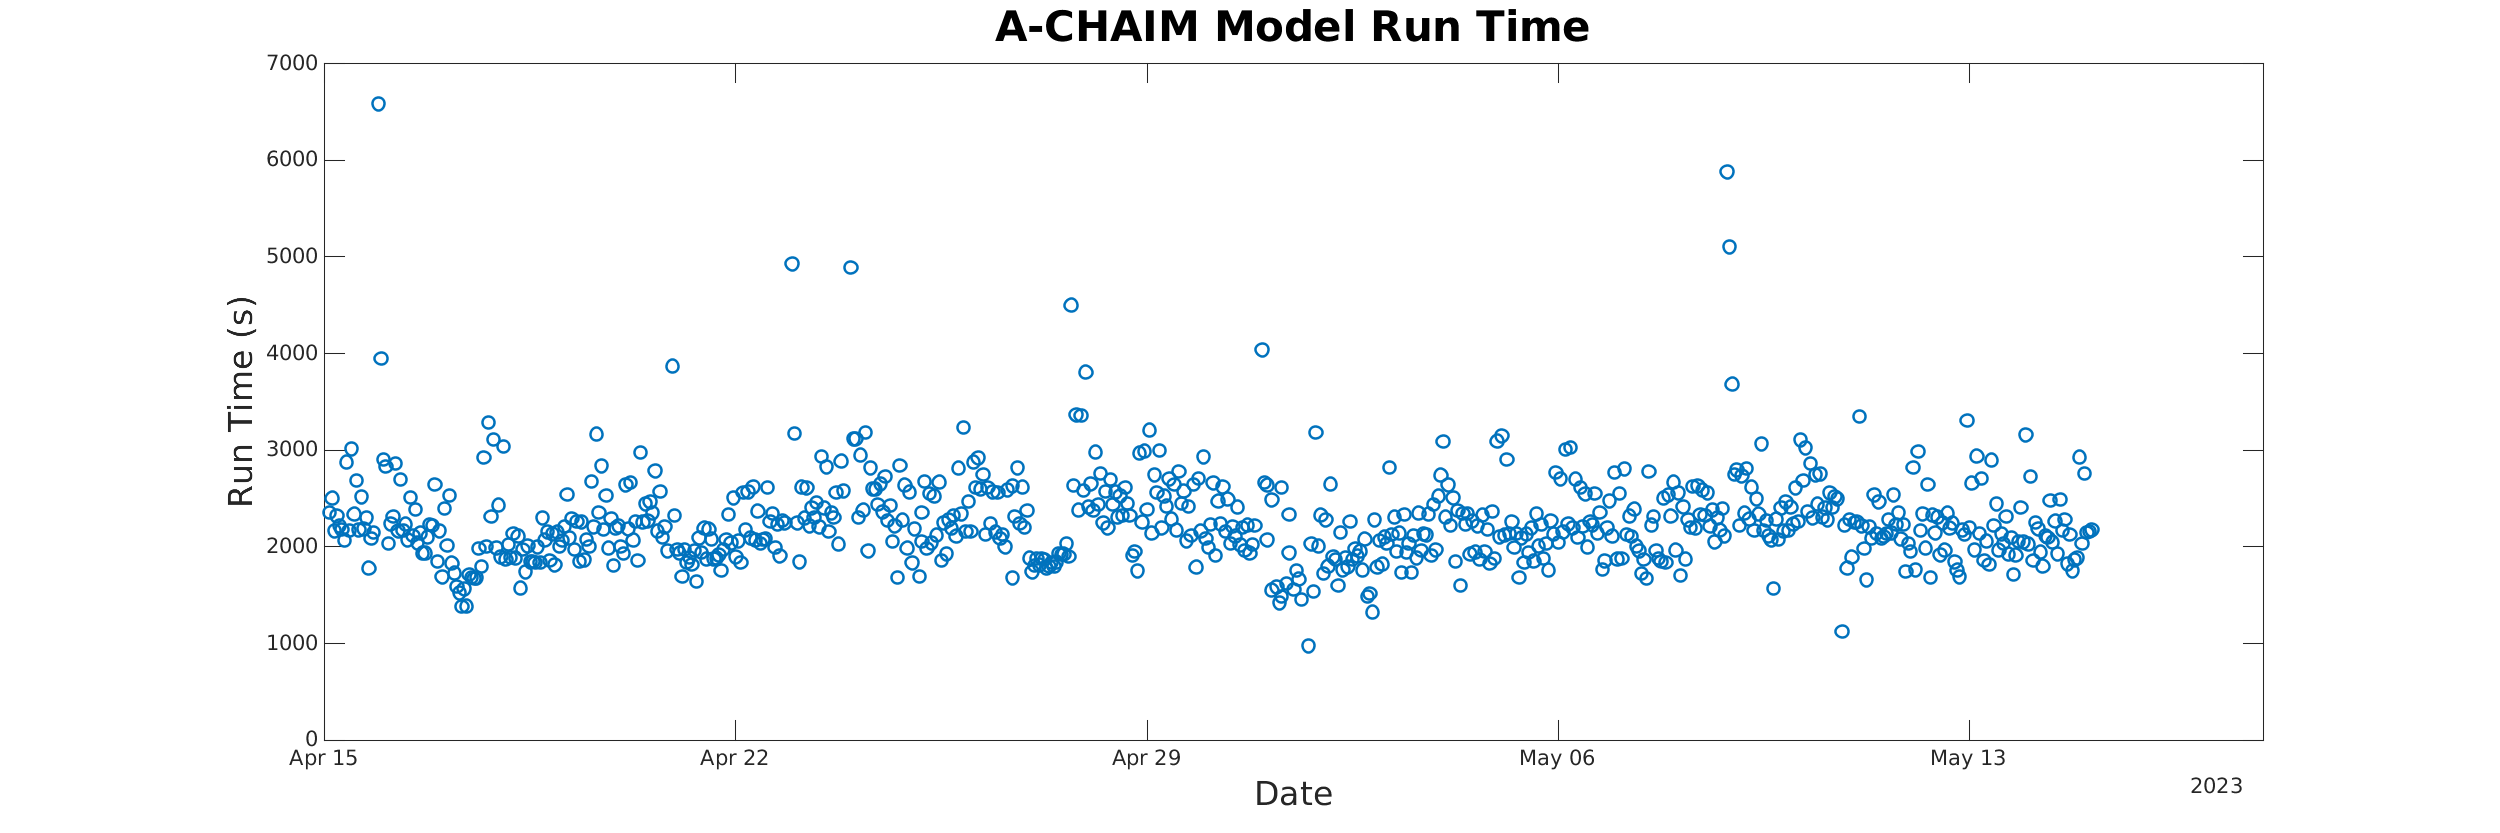 A-CHAIM Model Run Time
7000
6000
5000
4000
3000
2000
1000
0
Run Time (s)
Apr 15
Apr 22
Apr 29
May 06
May 13
2023
Date